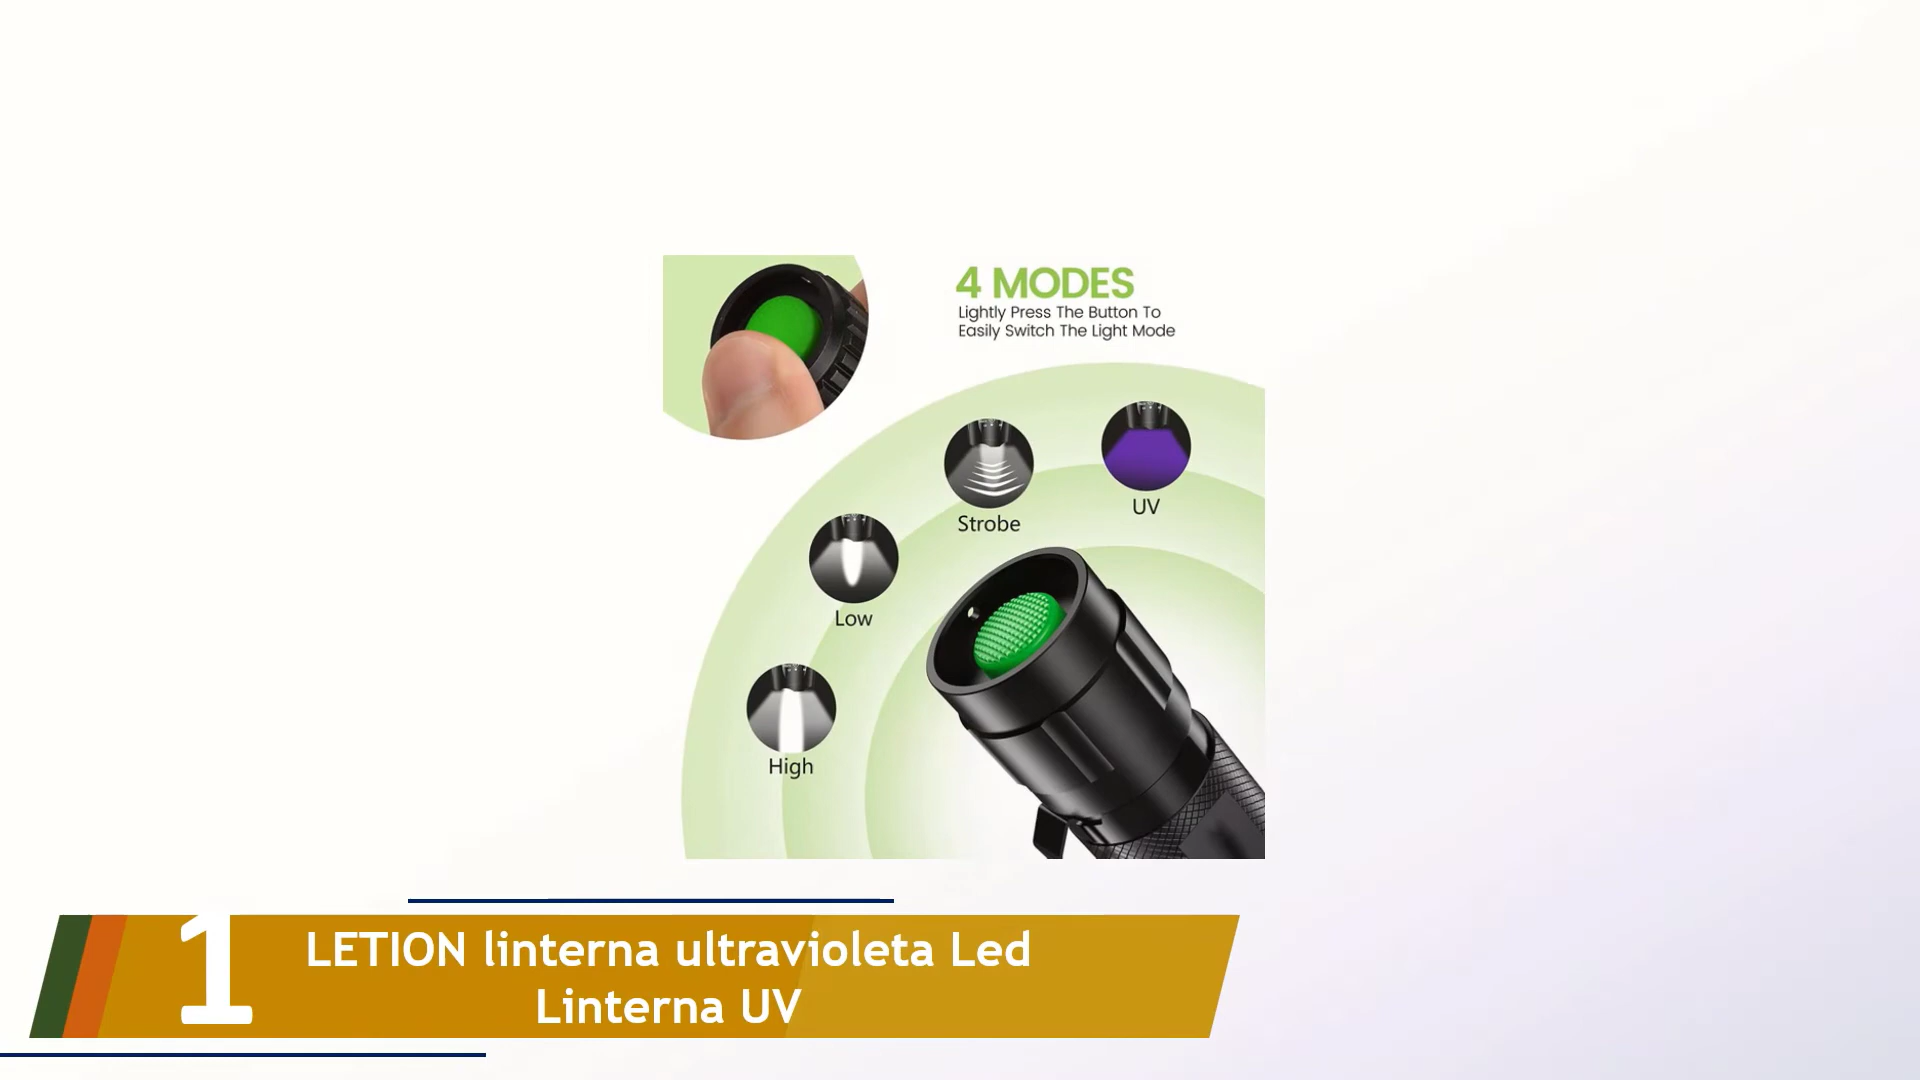 4 MODES
Lightly Press The Button To
Easily Switch The Light Mode
UV
Strobe
Low
High
1
LETION linterna ultravioleta Led
Linterna UV